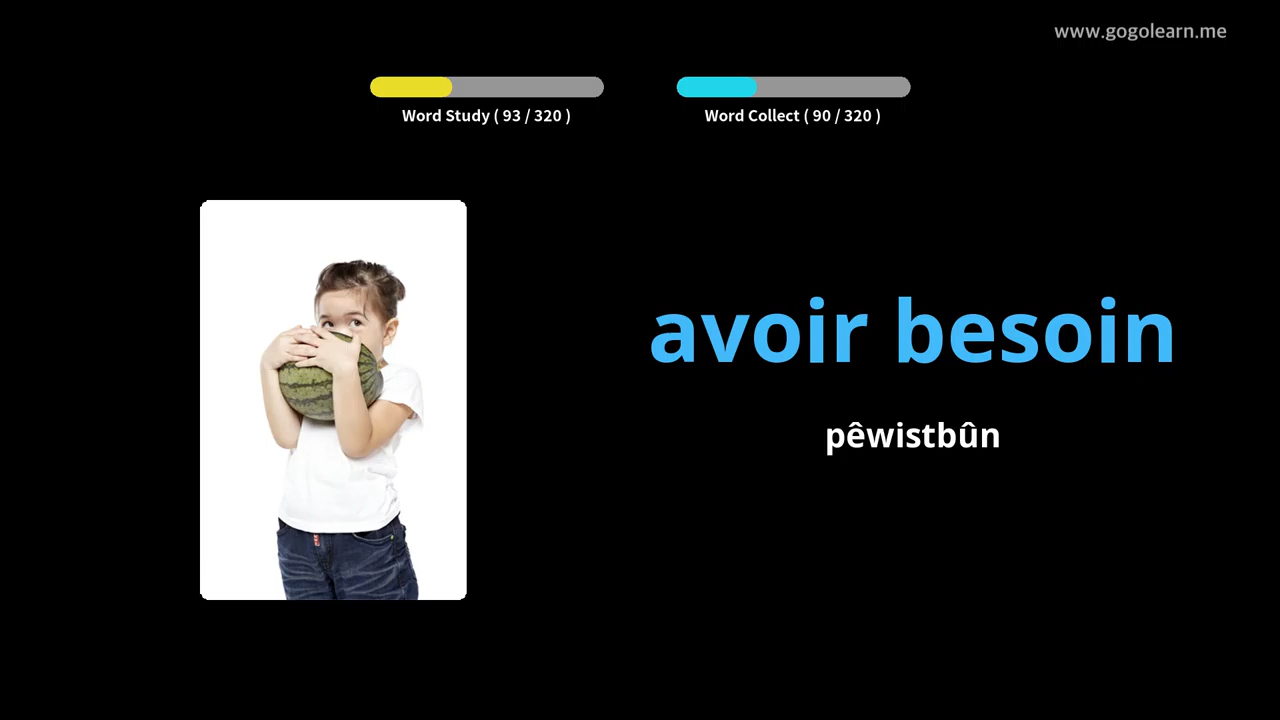 www.gogolearn.me
Word Study ( 93 / 320 )
Word Collect ( 90 / 320 )
avoir besoin
pêwistbûn